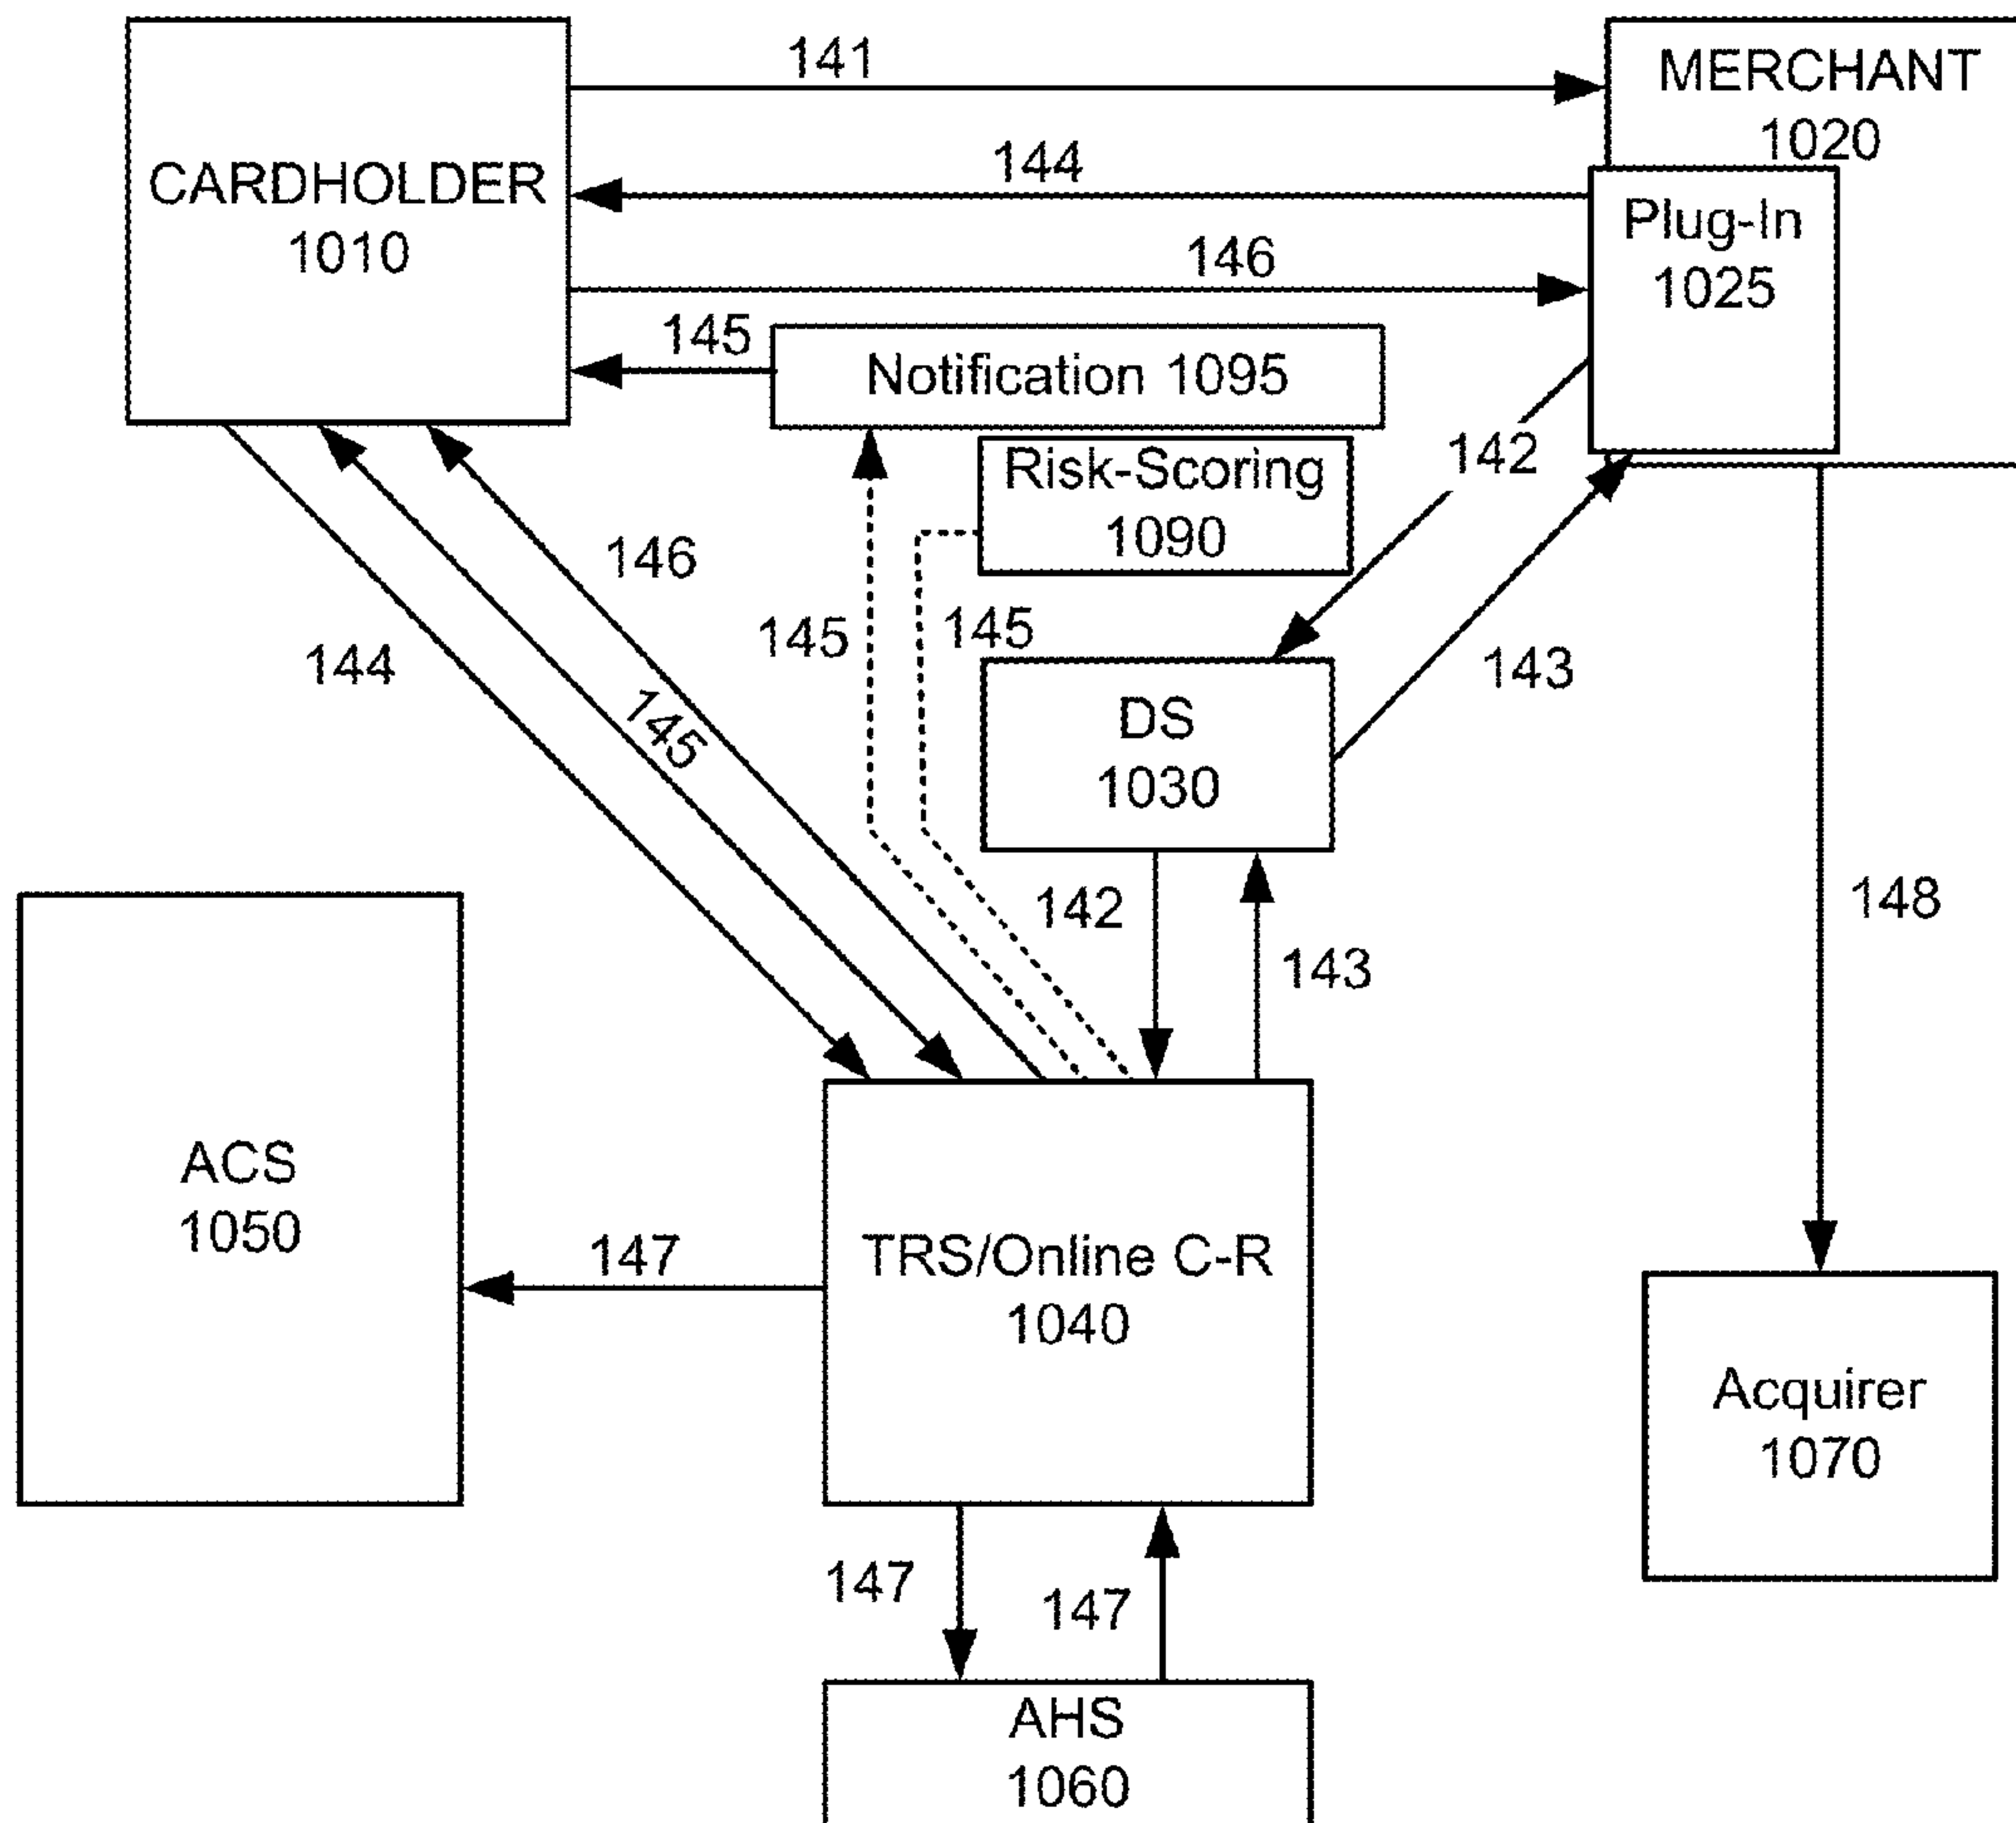 141
MERCHANT
1020
CARDHOLDER
1010
144
Plug-In
1025
146
145
Notification 1095
142
Risk-Scoring
1090
146
144
145
145
145
143
DS
1030
142
143
148
ACS
1050
147
TRS/Online C-R
1040
Acquirer
1070
147
147
AHS
1060